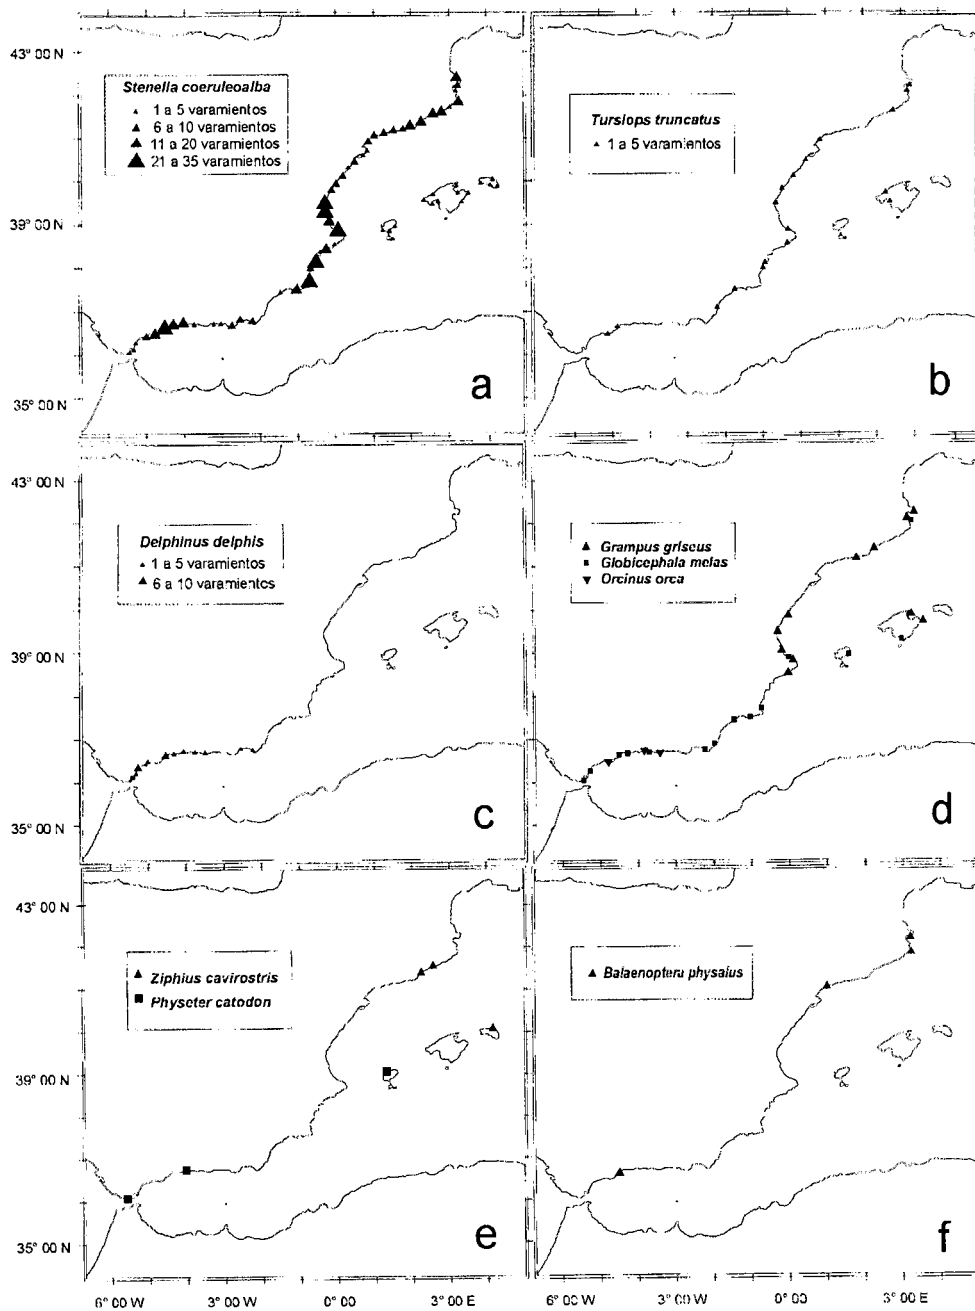 43° 00 N
39° 00 N
35° 00 N
Stenella coeruleoalba
1 a 5 varamientos
6 a 10 varamientos
11 a 20 varamientos
21 a 35 varamientos
a
Tursiops truncatus
1 a 5 varamientos
b
43° 00 N
39° 00 N
35° 00 N
Delphinus delphis
1 a 5 varamientos
6 a 10 varamientos
c
Grampus griseus
Globicephala melas
Orcinus orca
d
43° 00 N
39° 00 N
35° 00 N
Ziphius cavirostris
Physeter catodon
e
Balaenoptera physalus
f
6° 00 W
3° 00 W
0° 00
3° 00 E
6° 00 W
3° 00 W
0° 00
3° 00 E